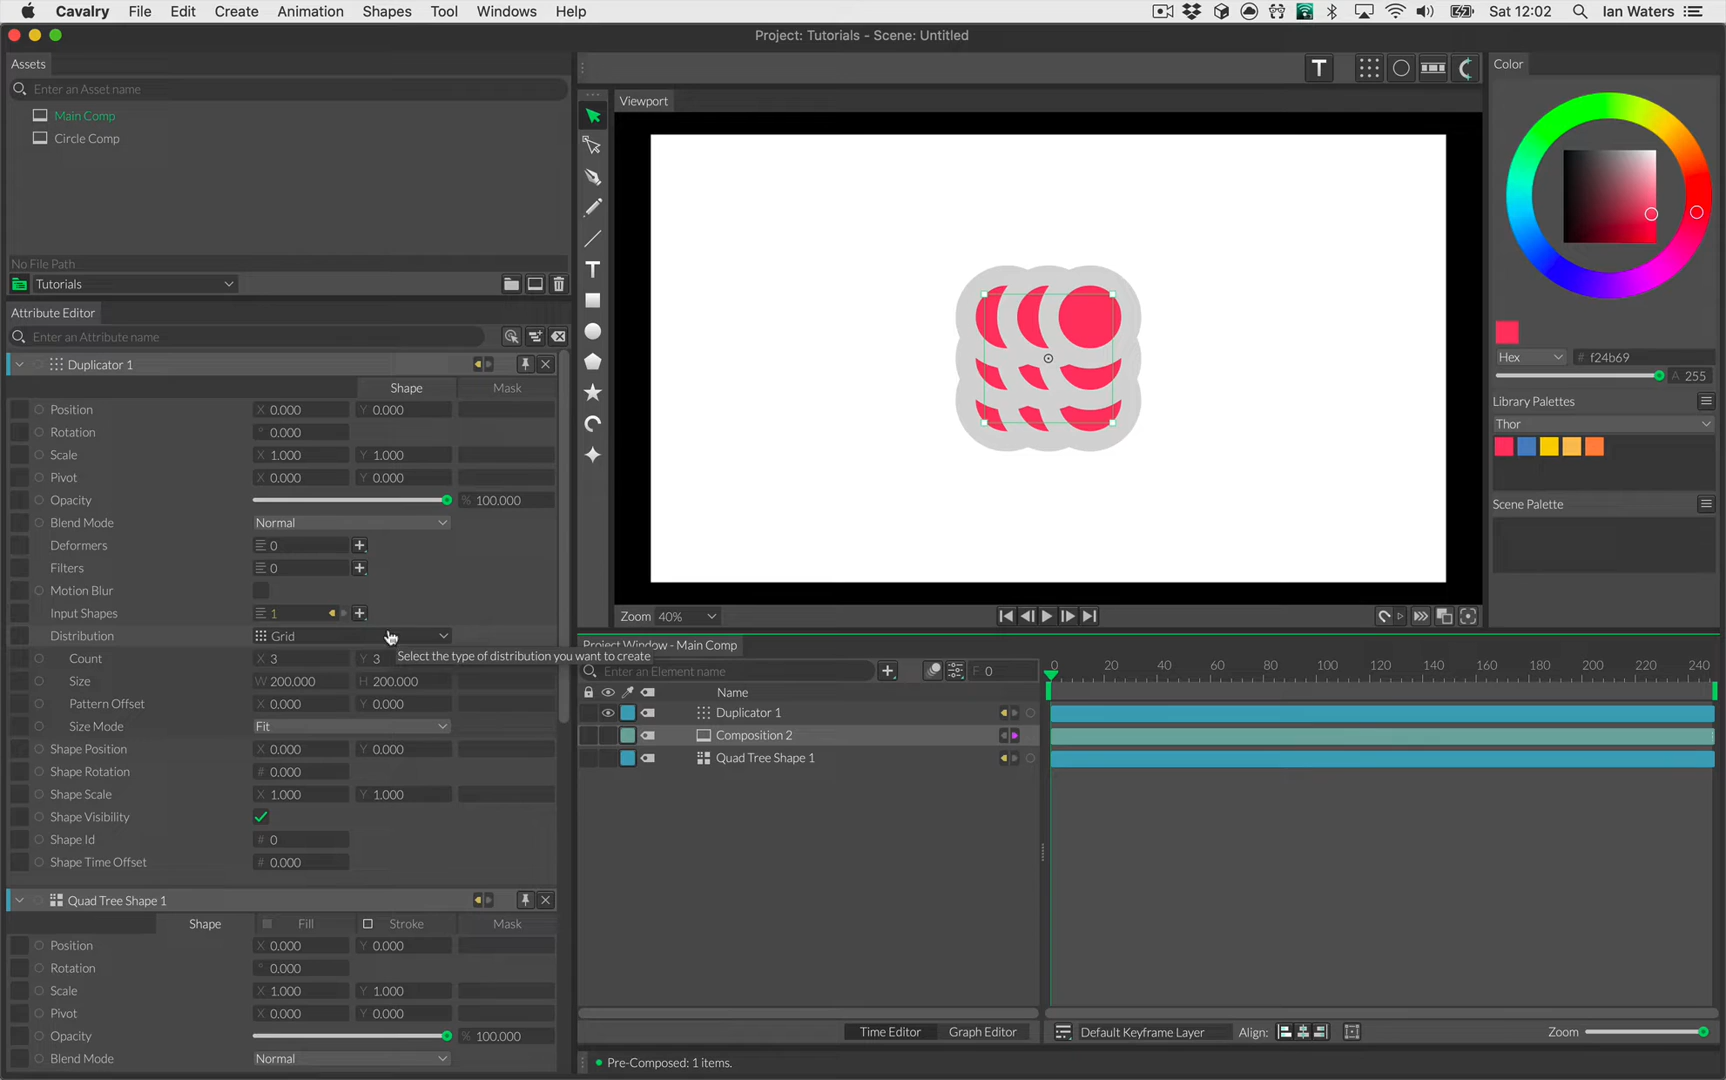 Cavalry File Edit Create Animation Shapes Tool Windows Help
Sat 12:02 Ian Waters
Project: Tutorials - Scene: Untitled
Assets
Enter an Asset name
Main Comp
Circle Comp
No File Path
Tutorials
Attribute Editor
Enter an Attribute name
Duplicator 1
Shape Mask
Position X 0.000 Y 0.000
Rotation ° 0.000
Scale X 1.000 Y 1.000
Pivot X 0.000 Y 0.000
Opacity % 100.000
Blend Mode Normal
Deformers 0
Filters 0
Motion Blur
Input Shapes 1
Distribution Grid
Select the type of distribution you want to create
Count X 3 Y 3
Size W 200.000 H 200.000
Pattern Offset X 0.000 Y 0.000
Size Mode Fit
Shape Position X 0.000 Y 0.000
Shape Rotation # 0.000
Shape Scale X 1.000 Y 1.000
Shape Visibility
Shape Id # 0
Shape Time Offset # 0.000
Quad Tree Shape 1
Shape Fill Stroke Mask
Position X 0.000 Y 0.000
Rotation ° 0.000
Scale X 1.000 Y 1.000
Pivot X 0.000 Y 0.000
Opacity % 100.000
Blend Mode Normal
T
Viewport
T
Zoom 40%
Project Window - Main Comp
Enter an Element name
F 0
0 20 40 60 80 100 120 140 160 180 200 220 240
Name
Duplicator 1
Composition 2
Quad Tree Shape 1
Time Editor Graph Editor
Default Keyframe Layer Align: Zoom
Pre-Composed: 1 items.
Color
Hex # f24b69
A 255
Library Palettes
Thor
Scene Palette